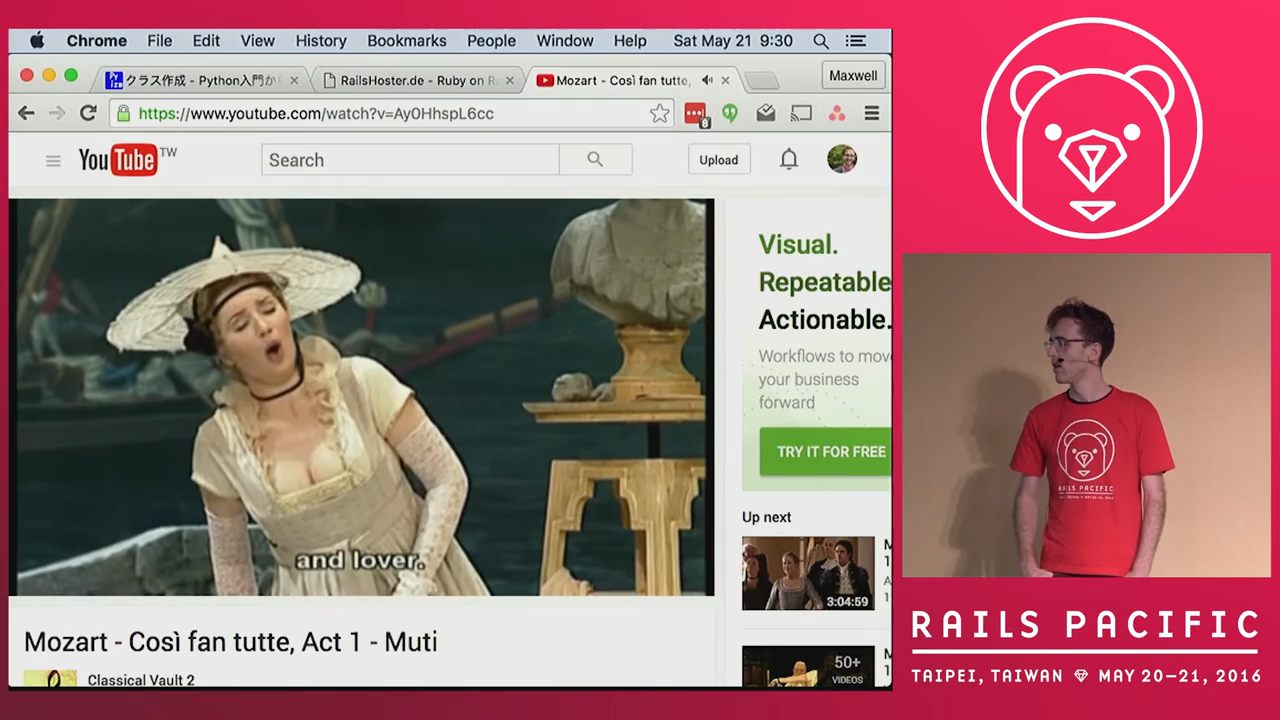 Chrome File Edit View History Bookmarks People Window Help Sat May 21 9:30
クラス作成 - Python入門か
RailsHoster.de - Ruby on R
Mozart - Così fan tutte,
Maxwell
https://www.youtube.com/watch?v=Ay0HhspL6cc
8
YouTube TW
Search
Upload
Visual.
Repeatable
Actionable.
Workflows to mov
your business
forward
TRY IT FOR FREE
and lover.
Up next
3:04:59
50+
VIDEOS
Mozart - Così fan tutte, Act 1 - Muti
Classical Vault 2
RAILS PACIFIC
RAILS PACIFIC
TAIPEI, TAIWAN MAY 20–21, 2016